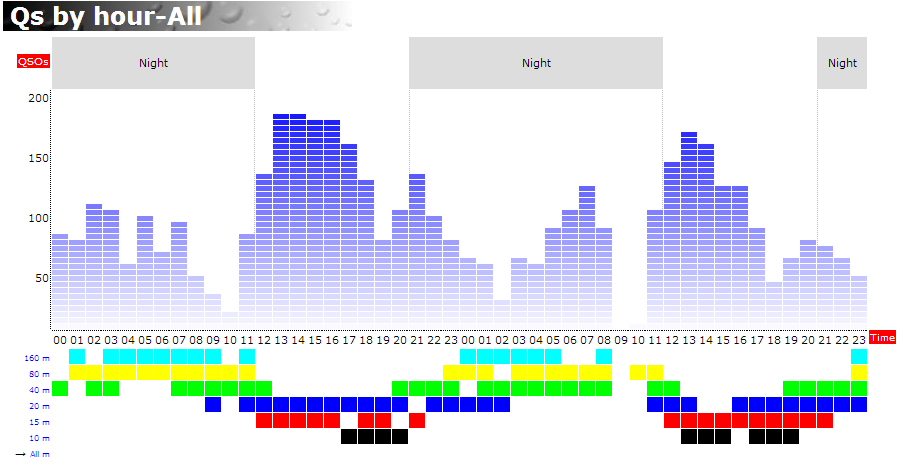 Qs by hour-All
QSOs
Night
Night
Night
200
150
100
50
00 01 02 03 04 05 06 07 08 09 10 11 12 13 14 15 16 17 18 19 20 21 22 23 00 01 02 03 04 05 06 07 08 09 10 11 12 13 14 15 16 17 18 19 20 21 22 23
Time
160 m
80 m
40 m
20 m
15 m
10 m
→ All m